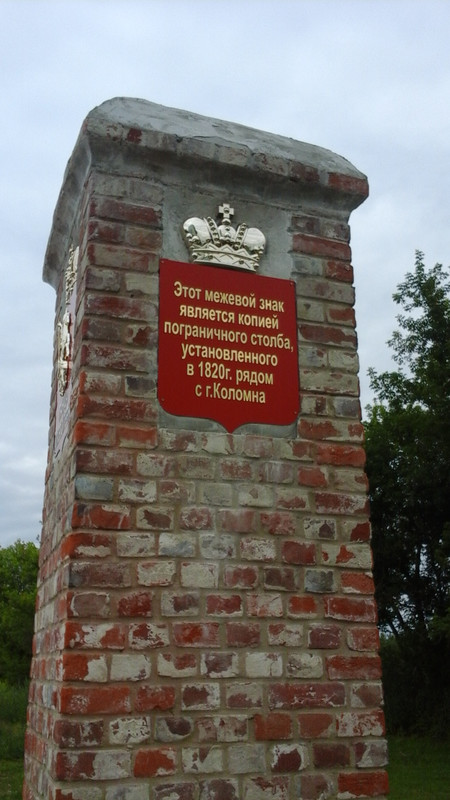 Этот межевой знак
является копией
пограничного столба,
установленного
в 1820г. рядом
с г.Коломна